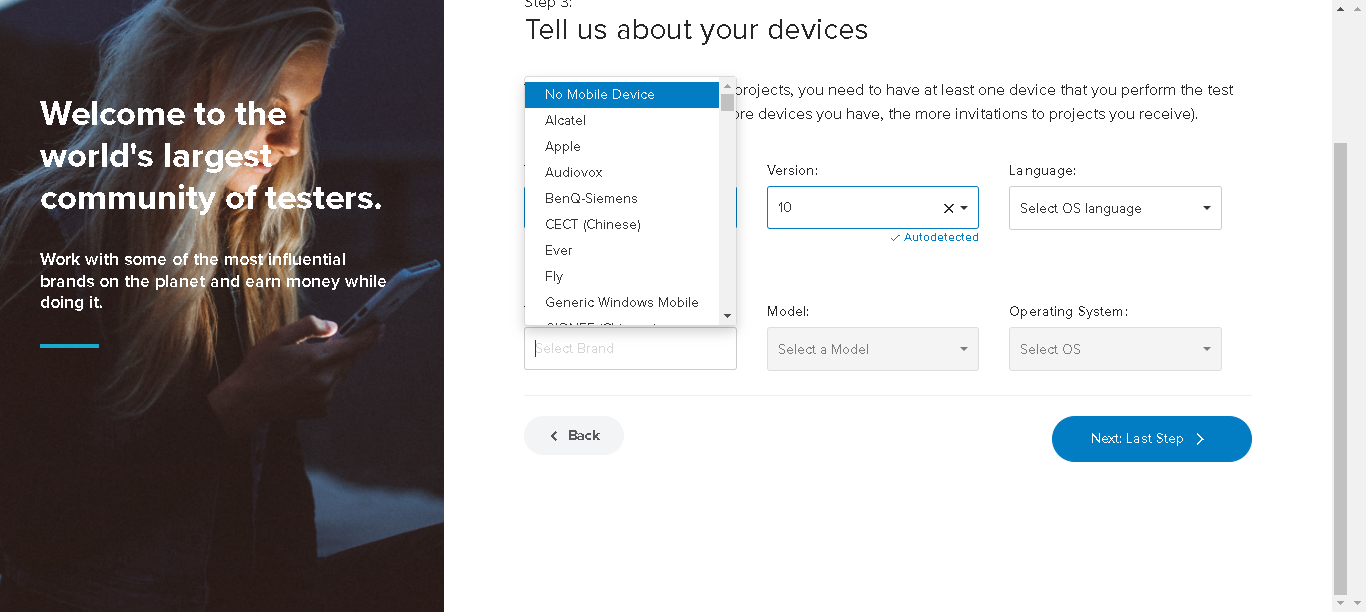 Welcome to the
world's largest
community of testers.
Work with some of the most influential
brands on the planet and earn money while
doing it.
Step 3:
Tell us about your devices
projects, you need to have at least one device that you perform the test
ore devices you have, the more invitations to projects you receive).
No Mobile Device
Alcatel
Apple
Audiovox
BenQ-Siemens
CECT (Chinese)
Ever
Fly
Generic Windows Mobile
Version:
10
Autodetected
Language:
Select OS language
Select Brand
Model:
Select a Model
Operating System:
Select OS
Back
Next: Last Step